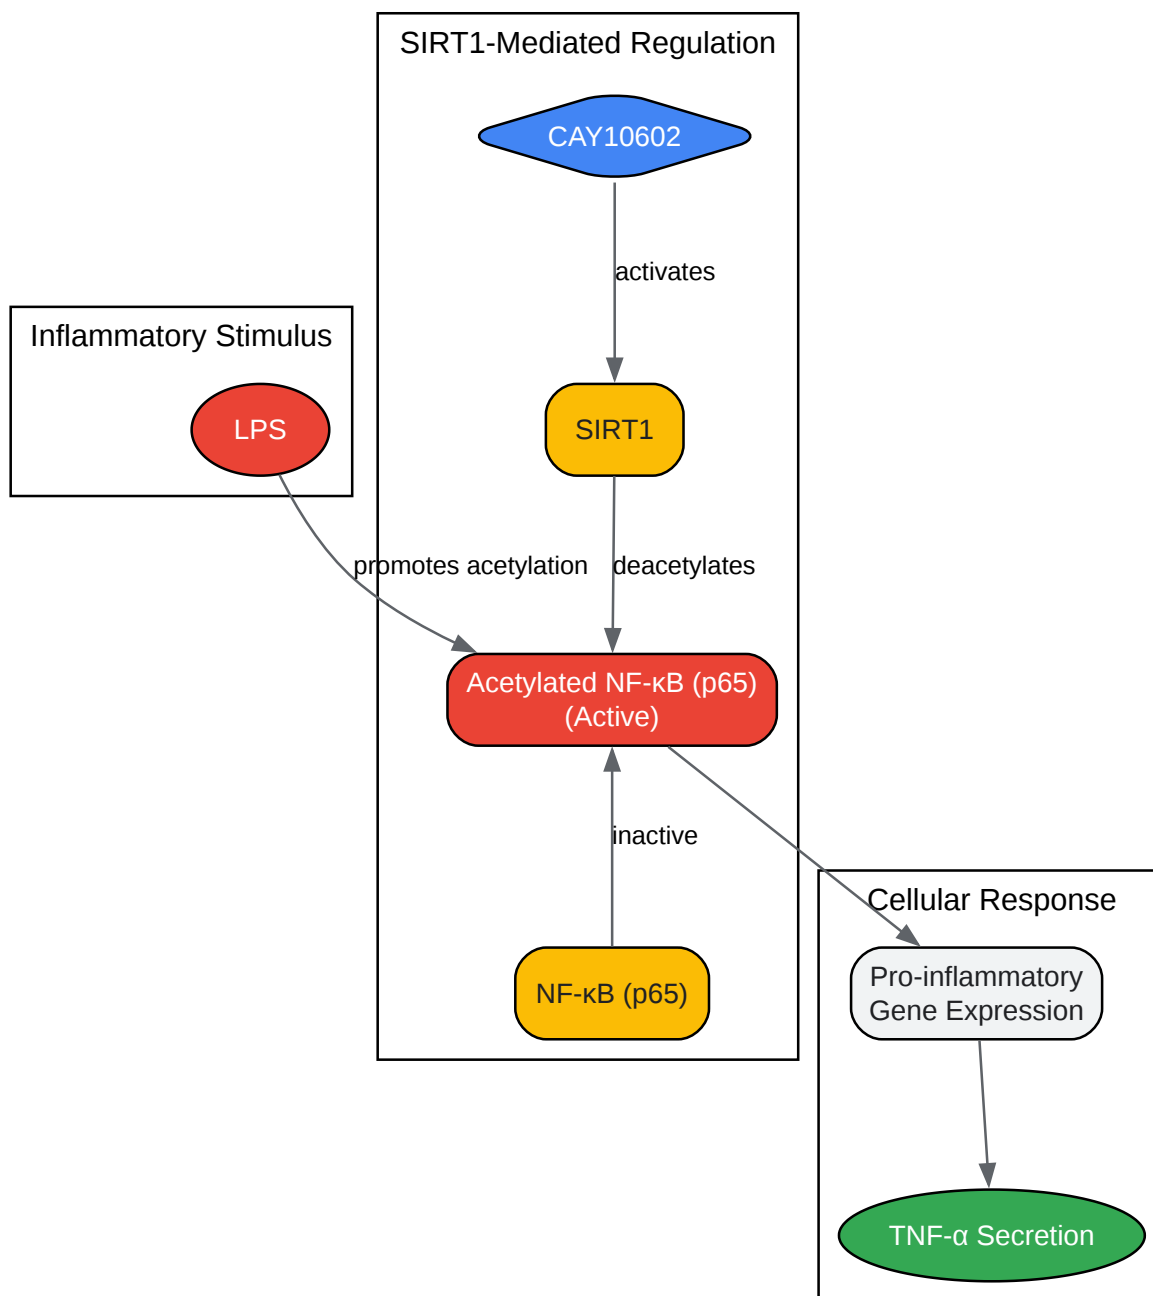 SIRT1-Mediated Regulation
CAY10602
activates
Inflammatory Stimulus
LPS
SIRT1
promotes acetylation
deacetylates
Acetylated NF-κB (p65)
(Active)
inactive
NF-κB (p65)
Cellular Response
Pro-inflammatory
Gene Expression
TNF-α Secretion